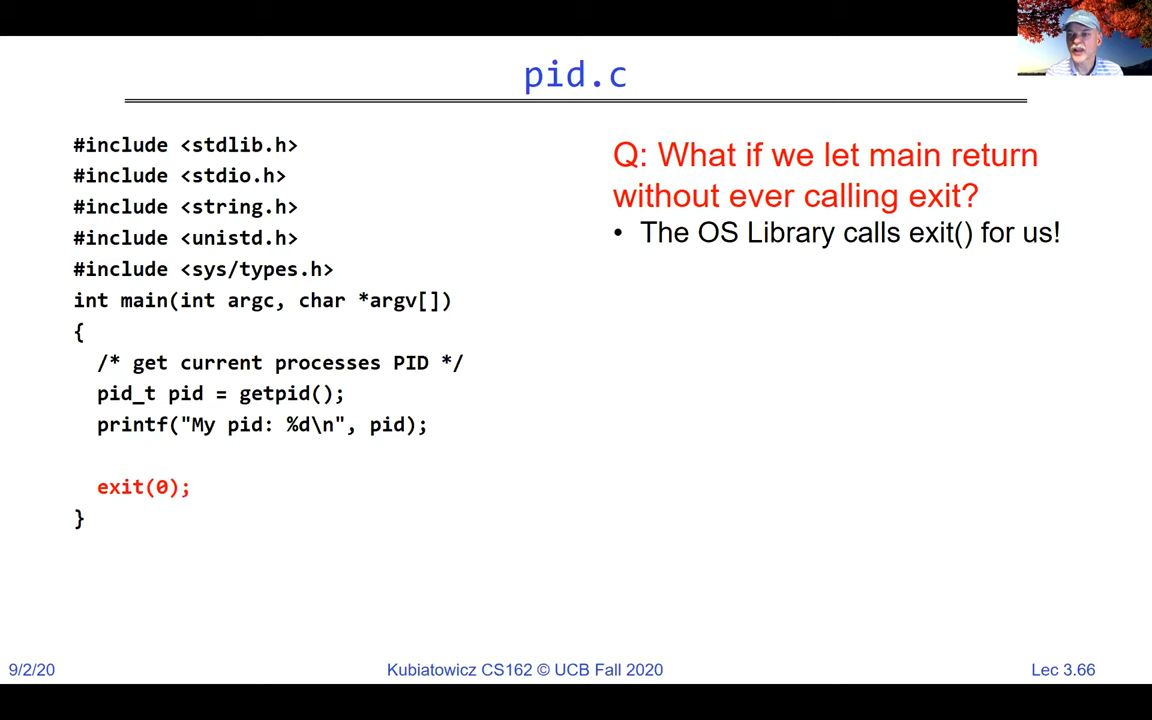 pid.c
#include <stdlib.h>
#include <stdio.h>
#include <string.h>
#include <unistd.h>
#include <sys/types.h>
int main(int argc, char *argv[])
{
/* get current processes PID */
pid_t pid = getpid();
printf("My pid: %d\n", pid);
exit(0);
}
Q: What if we let main return
without ever calling exit?
• The OS Library calls exit() for us!
9/2/20
Kubiatowicz CS162 © UCB Fall 2020
Lec 3.66